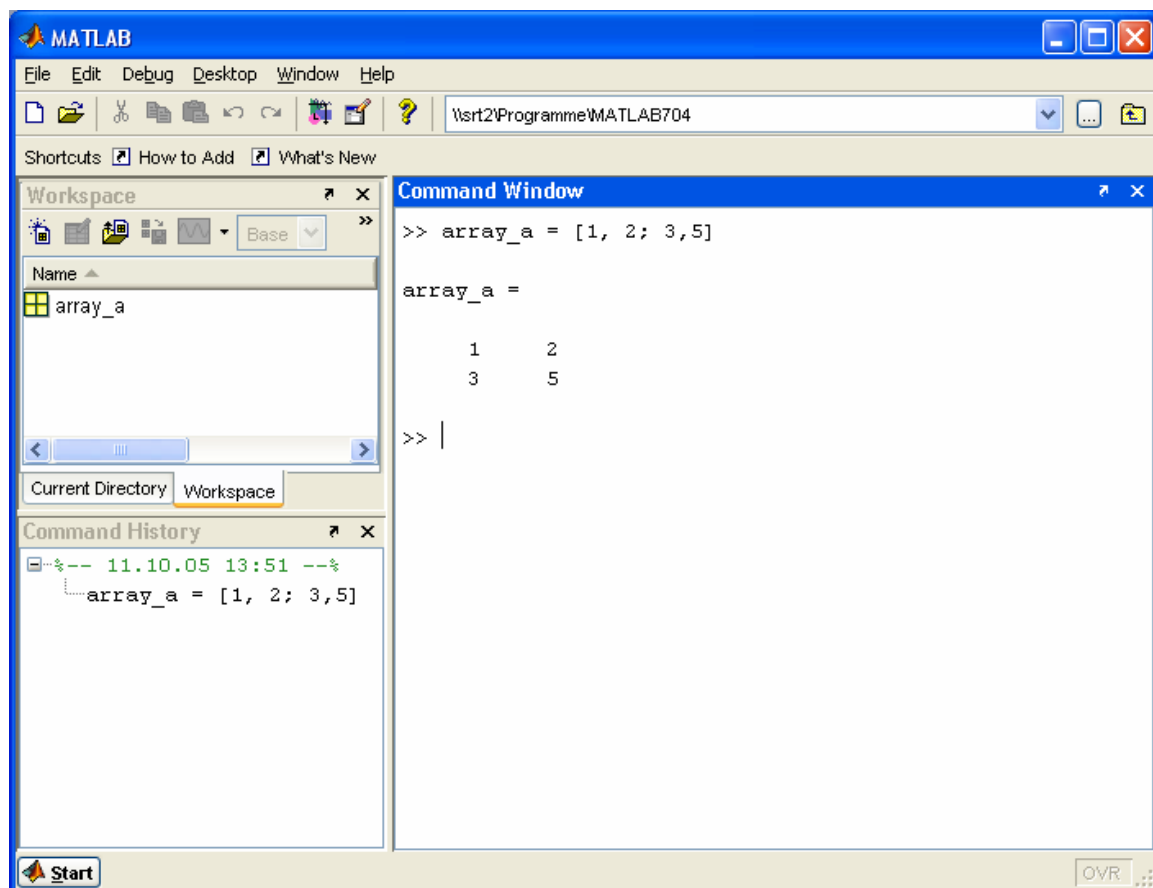 MATLAB
File Edit Debug Desktop Window Help
\\srt2\Programme\MATLAB704
...
Shortcuts How to Add What's New
Workspace
Base
»
Name
array_a
Current Directory Workspace
Command History
%-- 11.10.05 13:51 --%
array_a = [1, 2; 3,5]
Command Window
>> array_a = [1, 2; 3,5]
array_a =
1 2
3 5
>>
Start
OVR